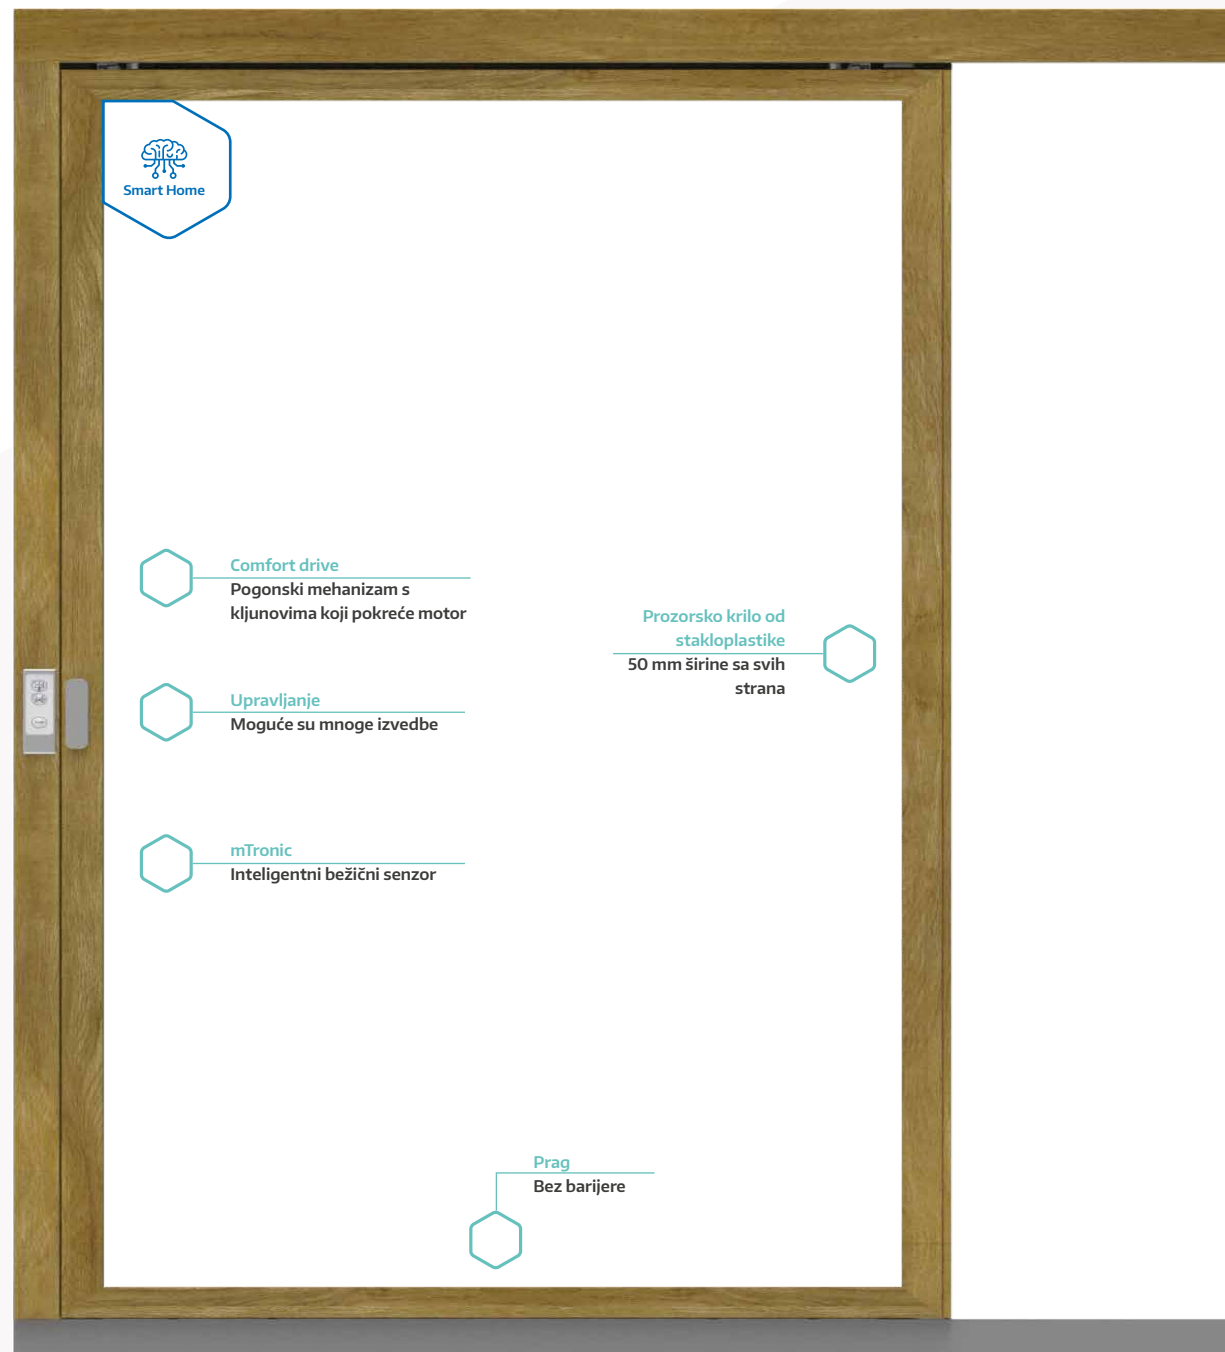 Smart Home
Comfort drive
Pogonski mehanizam s
kljunovima koji pokreće motor
Prozorsko krilo od
stakloplastike
50 mm širine sa svih
strana
Upravljanje
Moguće su mnoge izvedbe
mTronic
Inteligentni bežični senzor
Prag
Bez barijere